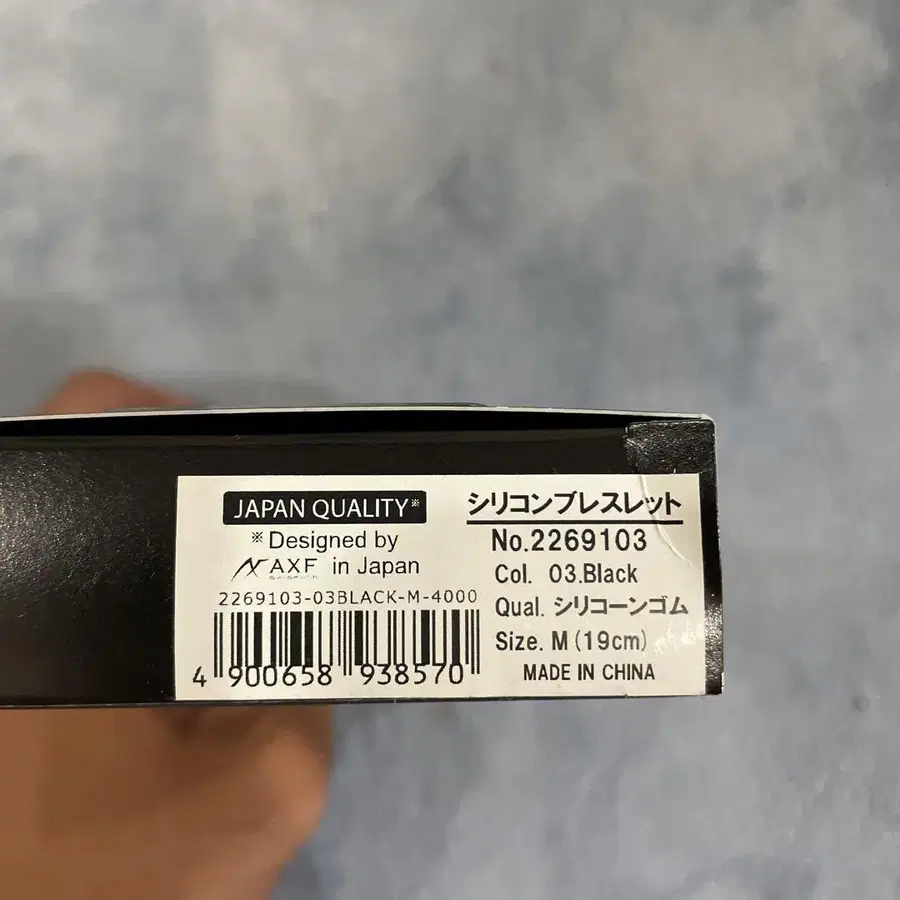 JAPAN QUALITY※
※Designed by
AXF in Japan
2269103-03BLACK-M-4000
4 900658 938570
シリコンブレスレット
No.2269103
Col. 03.Black
Qual. シリコーンゴム
Size. M (19cm)
MADE IN CHINA